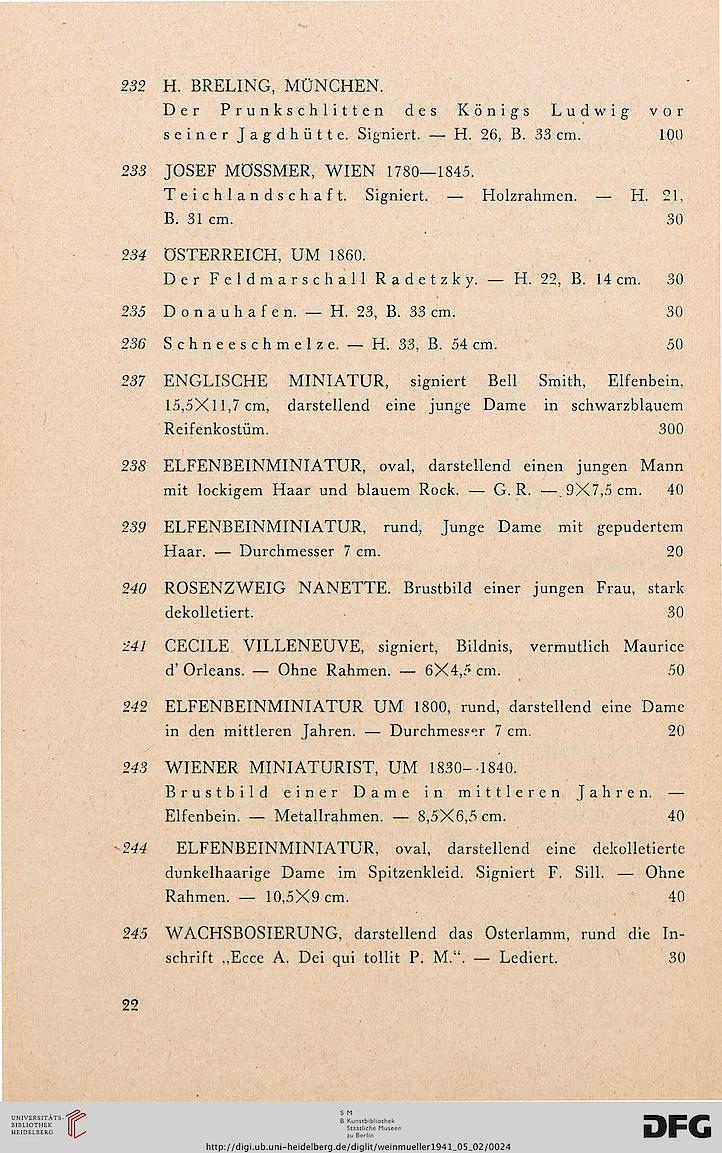 232 H. BRELING, MÜNCHEN.
Der Prunkschlitten des Königs Ludwig vor
seiner Jagdhütte. Signiert. — H. 26, B. 33 cm. 100
233 JOSEF MÖSSMER, WIEN 1780—1845.
Teichlandschaft. Signiert. — Holzrahmen. — H. 21,
B. 31 cm. 30
234 ÖSTERREICH, UM 1860.
Der Feldmarschall Radetzky. — H. 22, B. 14 cm. 30
235 Donauhafen. — H. 23, B. 33 cm. 30
236 Schneeschmelze. — H. 33, B. 54 cm. 50
237 ENGLISCHE MINIATUR, signiert Bell Smith, Elfenbein,
15,5X11,7 cm, darstellend eine junge Dame in schwarzblauem
Reifenkostüm. 300
238 ELFENBEINMINIATUR, oval, darstellend einen jungen Mann
mit lockigem Haar und blauem Rock. — G. R. — 9X7,5 cm. 40
239 ELFENBEINMINIATUR, rund, Junge Dame mit gepudertem
Haar. — Durchmesser 7 cm. 20
240 ROSENZWEIG NANETTE. Brustbild einer jungen Frau, stark
dekolletiert. 30
241 CECILE VILLENEUVE, signiert, Bildnis, vermutlich Maurice
d' Orleans. — Ohne Rahmen. — 6X4,5 cm. 50
242 ELFENBEINMINIATUR UM 1800, rund, darstellend eine Dame
in den mittleren Jahren. — Durchmesser 7 cm. 20
243 WIENER MINIATURIST, UM 1830--1840.
Brustbild einer Dame in mittleren Jahren. —
Elfenbein. — Metallrahmen. — 8,5X6,5 cm. 40
244 ELFENBEINMINIATUR, oval, darstellend eine dekolletierte
dunkelhaarige Dame im Spitzenkleid. Signiert F. Sill. — Ohne
Rahmen. — 10,5X9 cm. 40
245 WACHSBOSIERUNG, darstellend das Osterlamm, rund die In-
schrift „Ecce A. Dei qui tollit P. M.“. — Lediert. 30
22
UNIVERSITÄTS-
BIBLIOTHEK
HEIDELBERG
S M
B Kunstbibliothek
Staatliche Museen
zu Berlin
DFG
http://digi.ub.uni-heidelberg.de/diglit/weinmueller1941_05_02/0024